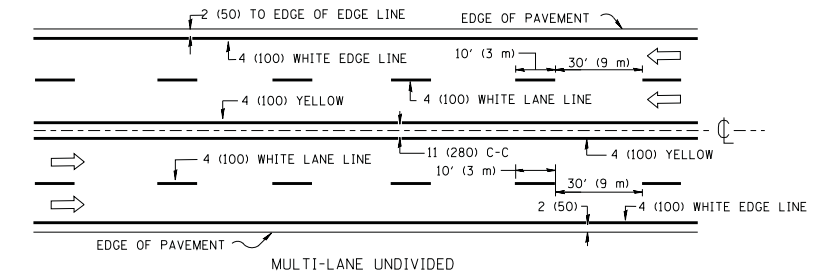 2 (50) TO EDGE OF EDGE LINE
EDGE OF PAVEMENT
4 (100) WHITE EDGE LINE
10' (3 m)
30' (9 m)
4 (100) YELLOW
4 (100) WHITE LANE LINE
℄
4 (100) WHITE LANE LINE
11 (280) C-C
4 (100) YELLOW
10' (3 m)
30' (9 m)
2 (50)
4 (100) WHITE EDGE LINE
EDGE OF PAVEMENT
MULTI-LANE UNDIVIDED